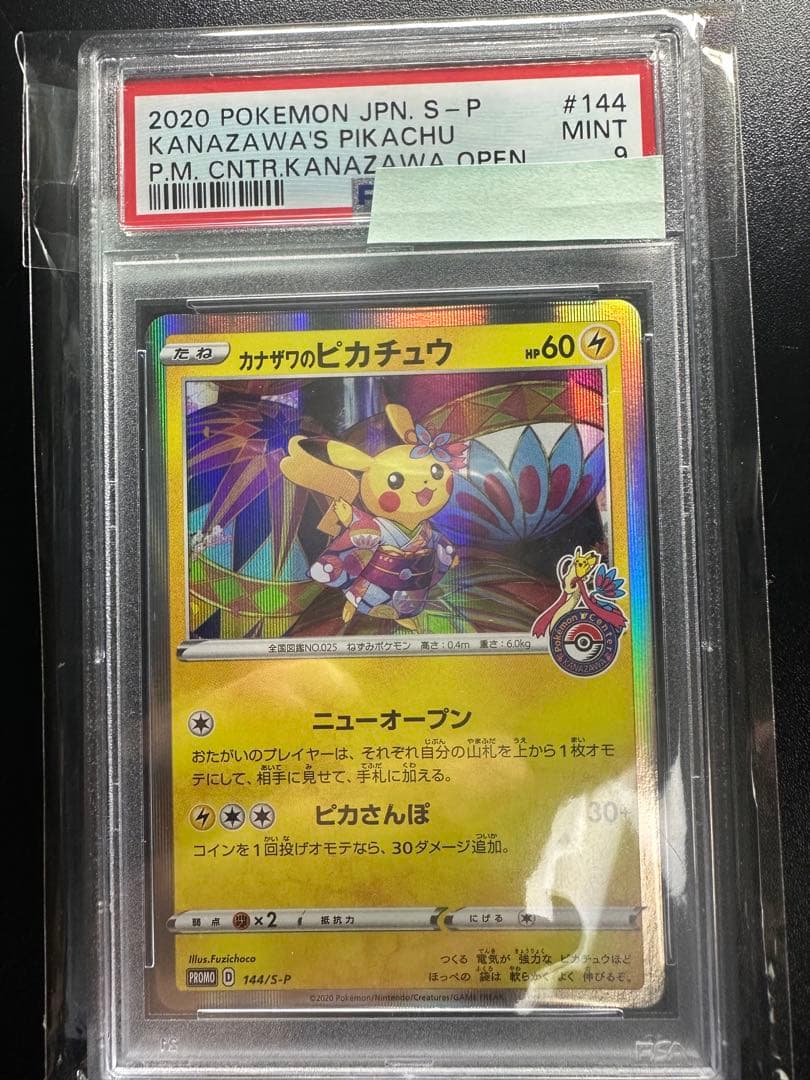 2020 POKEMON JPN. S-P #144
KANAZAWA'S PIKACHU MINT
P.M. CNTR.KANAZAWA OPEN 9
たね カナザワのピカチュウ HP60
Pokémon Center
KANAZAWA
全国図鑑NO.025 ねずみポケモン 高さ:0.4m 重さ:6.0kg
ニューオープン
おたがいのプレイヤーは、それぞれ自分の山札を上から1枚オモ
テにして、相手に見せて、手札に加える。
ピカさんぽ 30+
コインを1回投げオモテなら、30ダメージ追加。
弱点 ×2 抵抗力 にげる
Illus.Fuzichoco
つくる 電気が 強力な ピカチュウほど
ほっぺの 袋は 軟らかく よく 伸びるぞ。
PROMO D 144/S-P
©2020 Pokémon/Nintendo/Creatures/GAME FREAK.
PSA